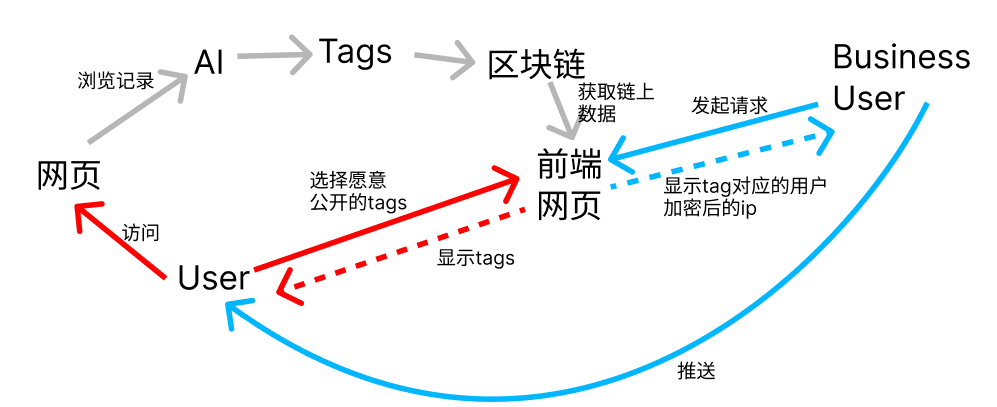 浏览记录
AI
Tags
区块链
获取链上
数据
发起请求
Business
User
网页
前端
网页
选择愿意
公开的tags
显示tag对应的用户
加密后的ip
访问
显示tags
User
推送